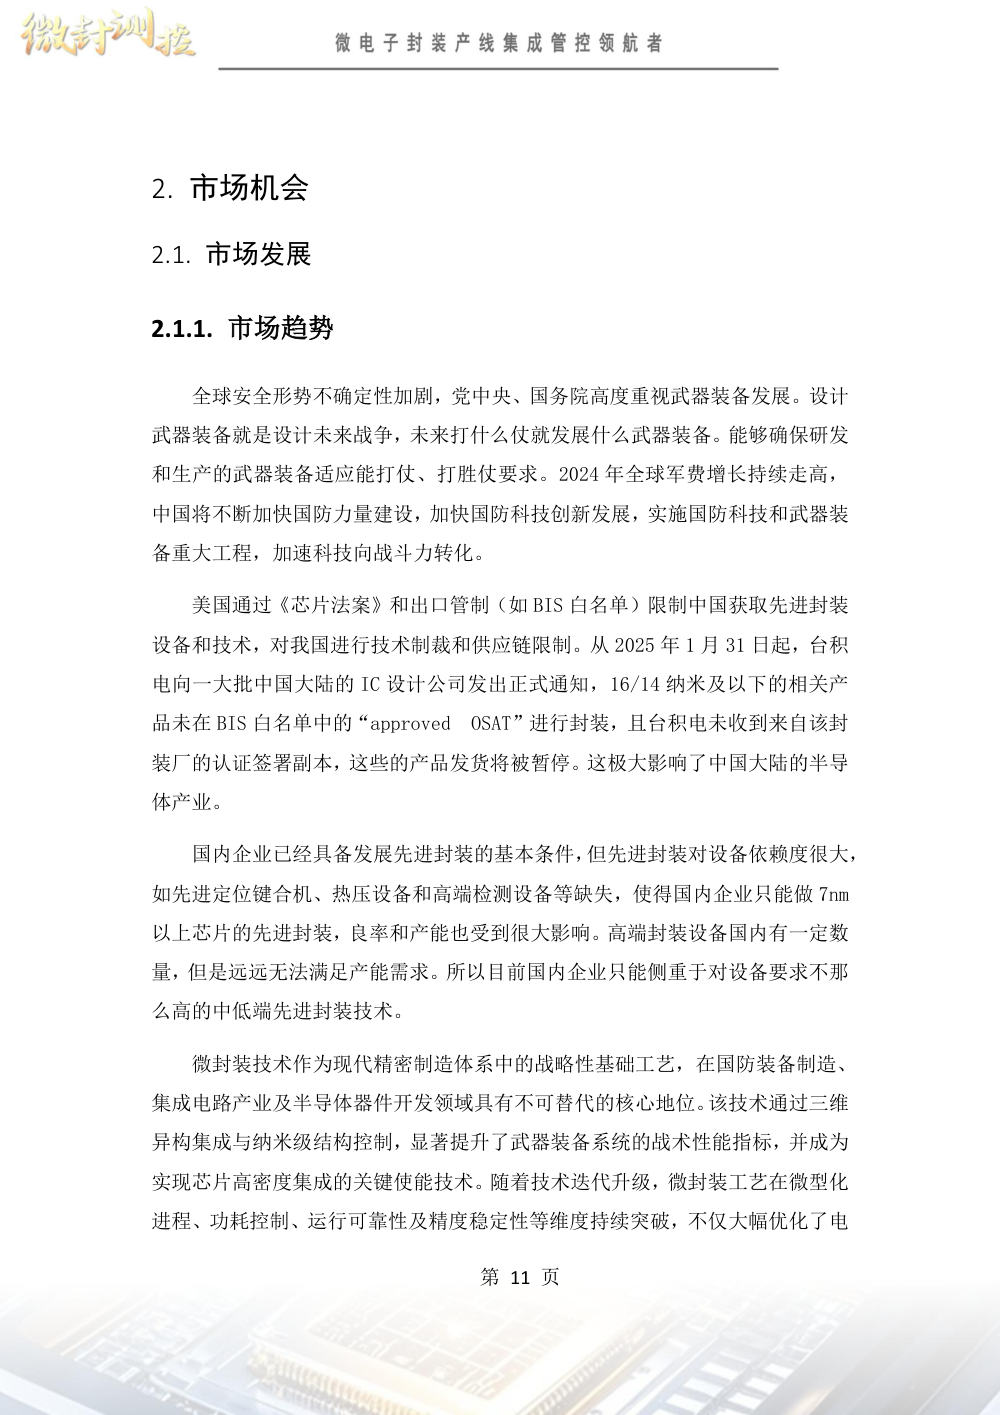 微封测控
微电子封装产线集成管控领航者
2. 市场机会
2.1. 市场发展
2.1.1. 市场趋势
全球安全形势不确定性加剧，党中央、国务院高度重视武器装备发展。设计
武器装备就是设计未来战争，未来打什么仗就发展什么武器装备。能够确保研发
和生产的武器装备适应能打仗、打胜仗要求。2024 年全球军费增长持续走高，
中国将不断加快国防力量建设，加快国防科技创新发展，实施国防科技和武器装
备重大工程，加速科技向战斗力转化。
美国通过《芯片法案》和出口管制（如 BIS 白名单）限制中国获取先进封装
设备和技术，对我国进行技术制裁和供应链限制。从 2025 年 1 月 31 日起，台积
电向一大批中国大陆的 IC 设计公司发出正式通知，16/14 纳米及以下的相关产
品未在 BIS 白名单中的“approved OSAT”进行封装，且台积电未收到来自该封
装厂的认证签署副本，这些的产品发货将被暂停。这极大影响了中国大陆的半导
体产业。
国内企业已经具备发展先进封装的基本条件，但先进封装对设备依赖度很大，
如先进定位键合机、热压设备和高端检测设备等缺失，使得国内企业只能做 7nm
以上芯片的先进封装，良率和产能也受到很大影响。高端封装设备国内有一定数
量，但是远远无法满足产能需求。所以目前国内企业只能侧重于对设备要求不那
么高的中低端先进封装技术。
微封装技术作为现代精密制造体系中的战略性基础工艺，在国防装备制造、
集成电路产业及半导体器件开发领域具有不可替代的核心地位。该技术通过三维
异构集成与纳米级结构控制，显著提升了武器装备系统的战术性能指标，并成为
实现芯片高密度集成的关键使能技术。随着技术迭代升级，微封装工艺在微型化
进程、功耗控制、运行可靠性及精度稳定性等维度持续突破，不仅大幅优化了电
第 11 页